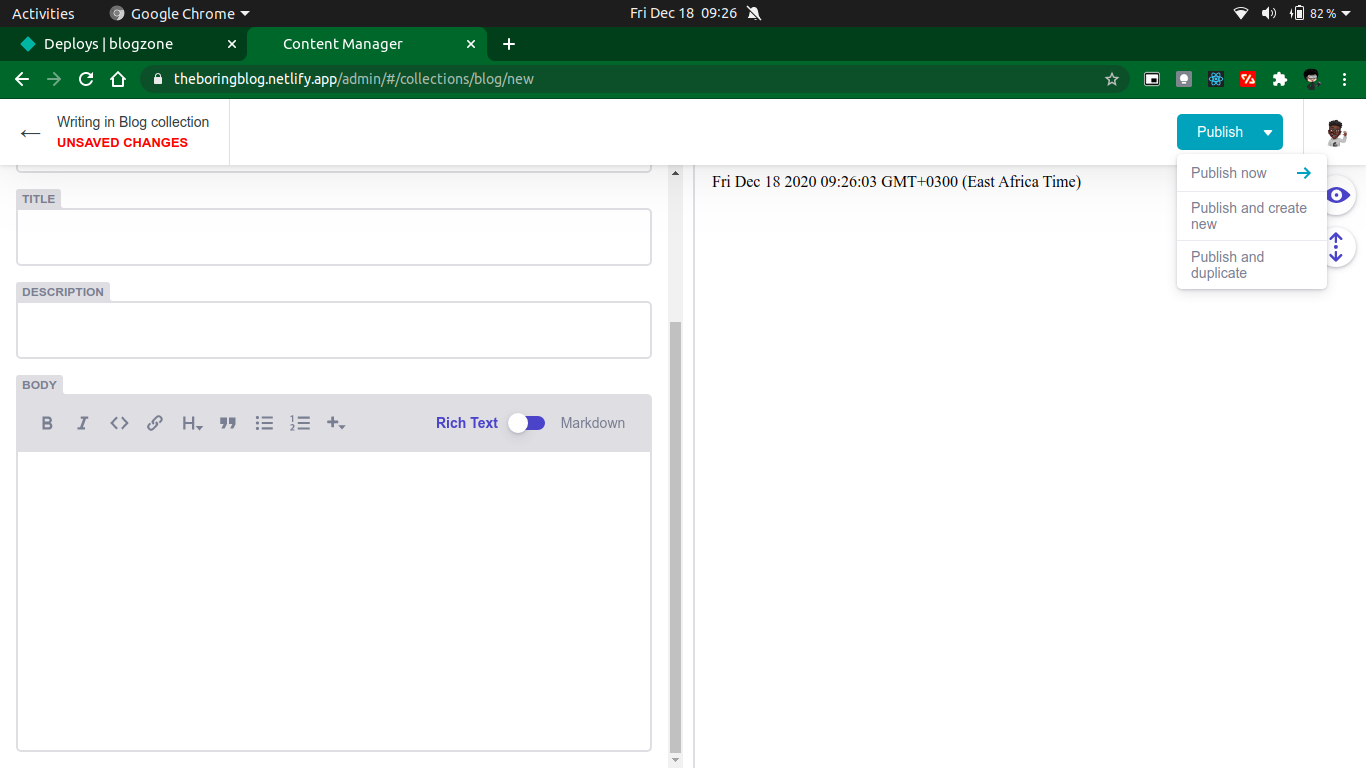 Activities
Google Chrome
Fri Dec 18 09:26
82 %
Deploys | blogzone
Content Manager
theboringblog.netlify.app/admin/#/collections/blog/new
Writing in Blog collection
UNSAVED CHANGES
Publish
Publish now
Publish and create
new
Publish and
duplicate
TITLE
DESCRIPTION
BODY
B
I
H
Rich Text
Markdown
Fri Dec 18 2020 09:26:03 GMT+0300 (East Africa Time)